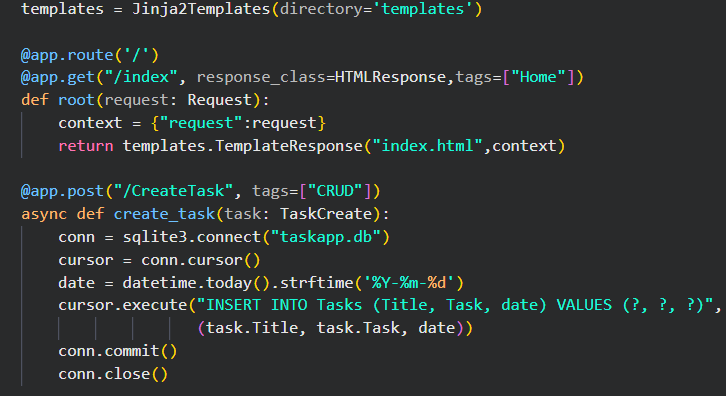 templates = Jinja2Templates(directory='templates')
@app.route('/')
@app.get("/index", response_class=HTMLResponse,tags=["Home"])
def root(request: Request):
    context = {"request":request}
    return templates.TemplateResponse("index.html",context)
@app.post("/CreateTask", tags=["CRUD"])
async def create_task(task: TaskCreate):
    conn = sqlite3.connect("taskapp.db")
    cursor = conn.cursor()
    date = datetime.today().strftime('%Y-%m-%d')
    cursor.execute("INSERT INTO Tasks (Title, Task, date) VALUES (?, ?, ?)",
                   (task.Title, task.Task, date))
    conn.commit()
    conn.close()